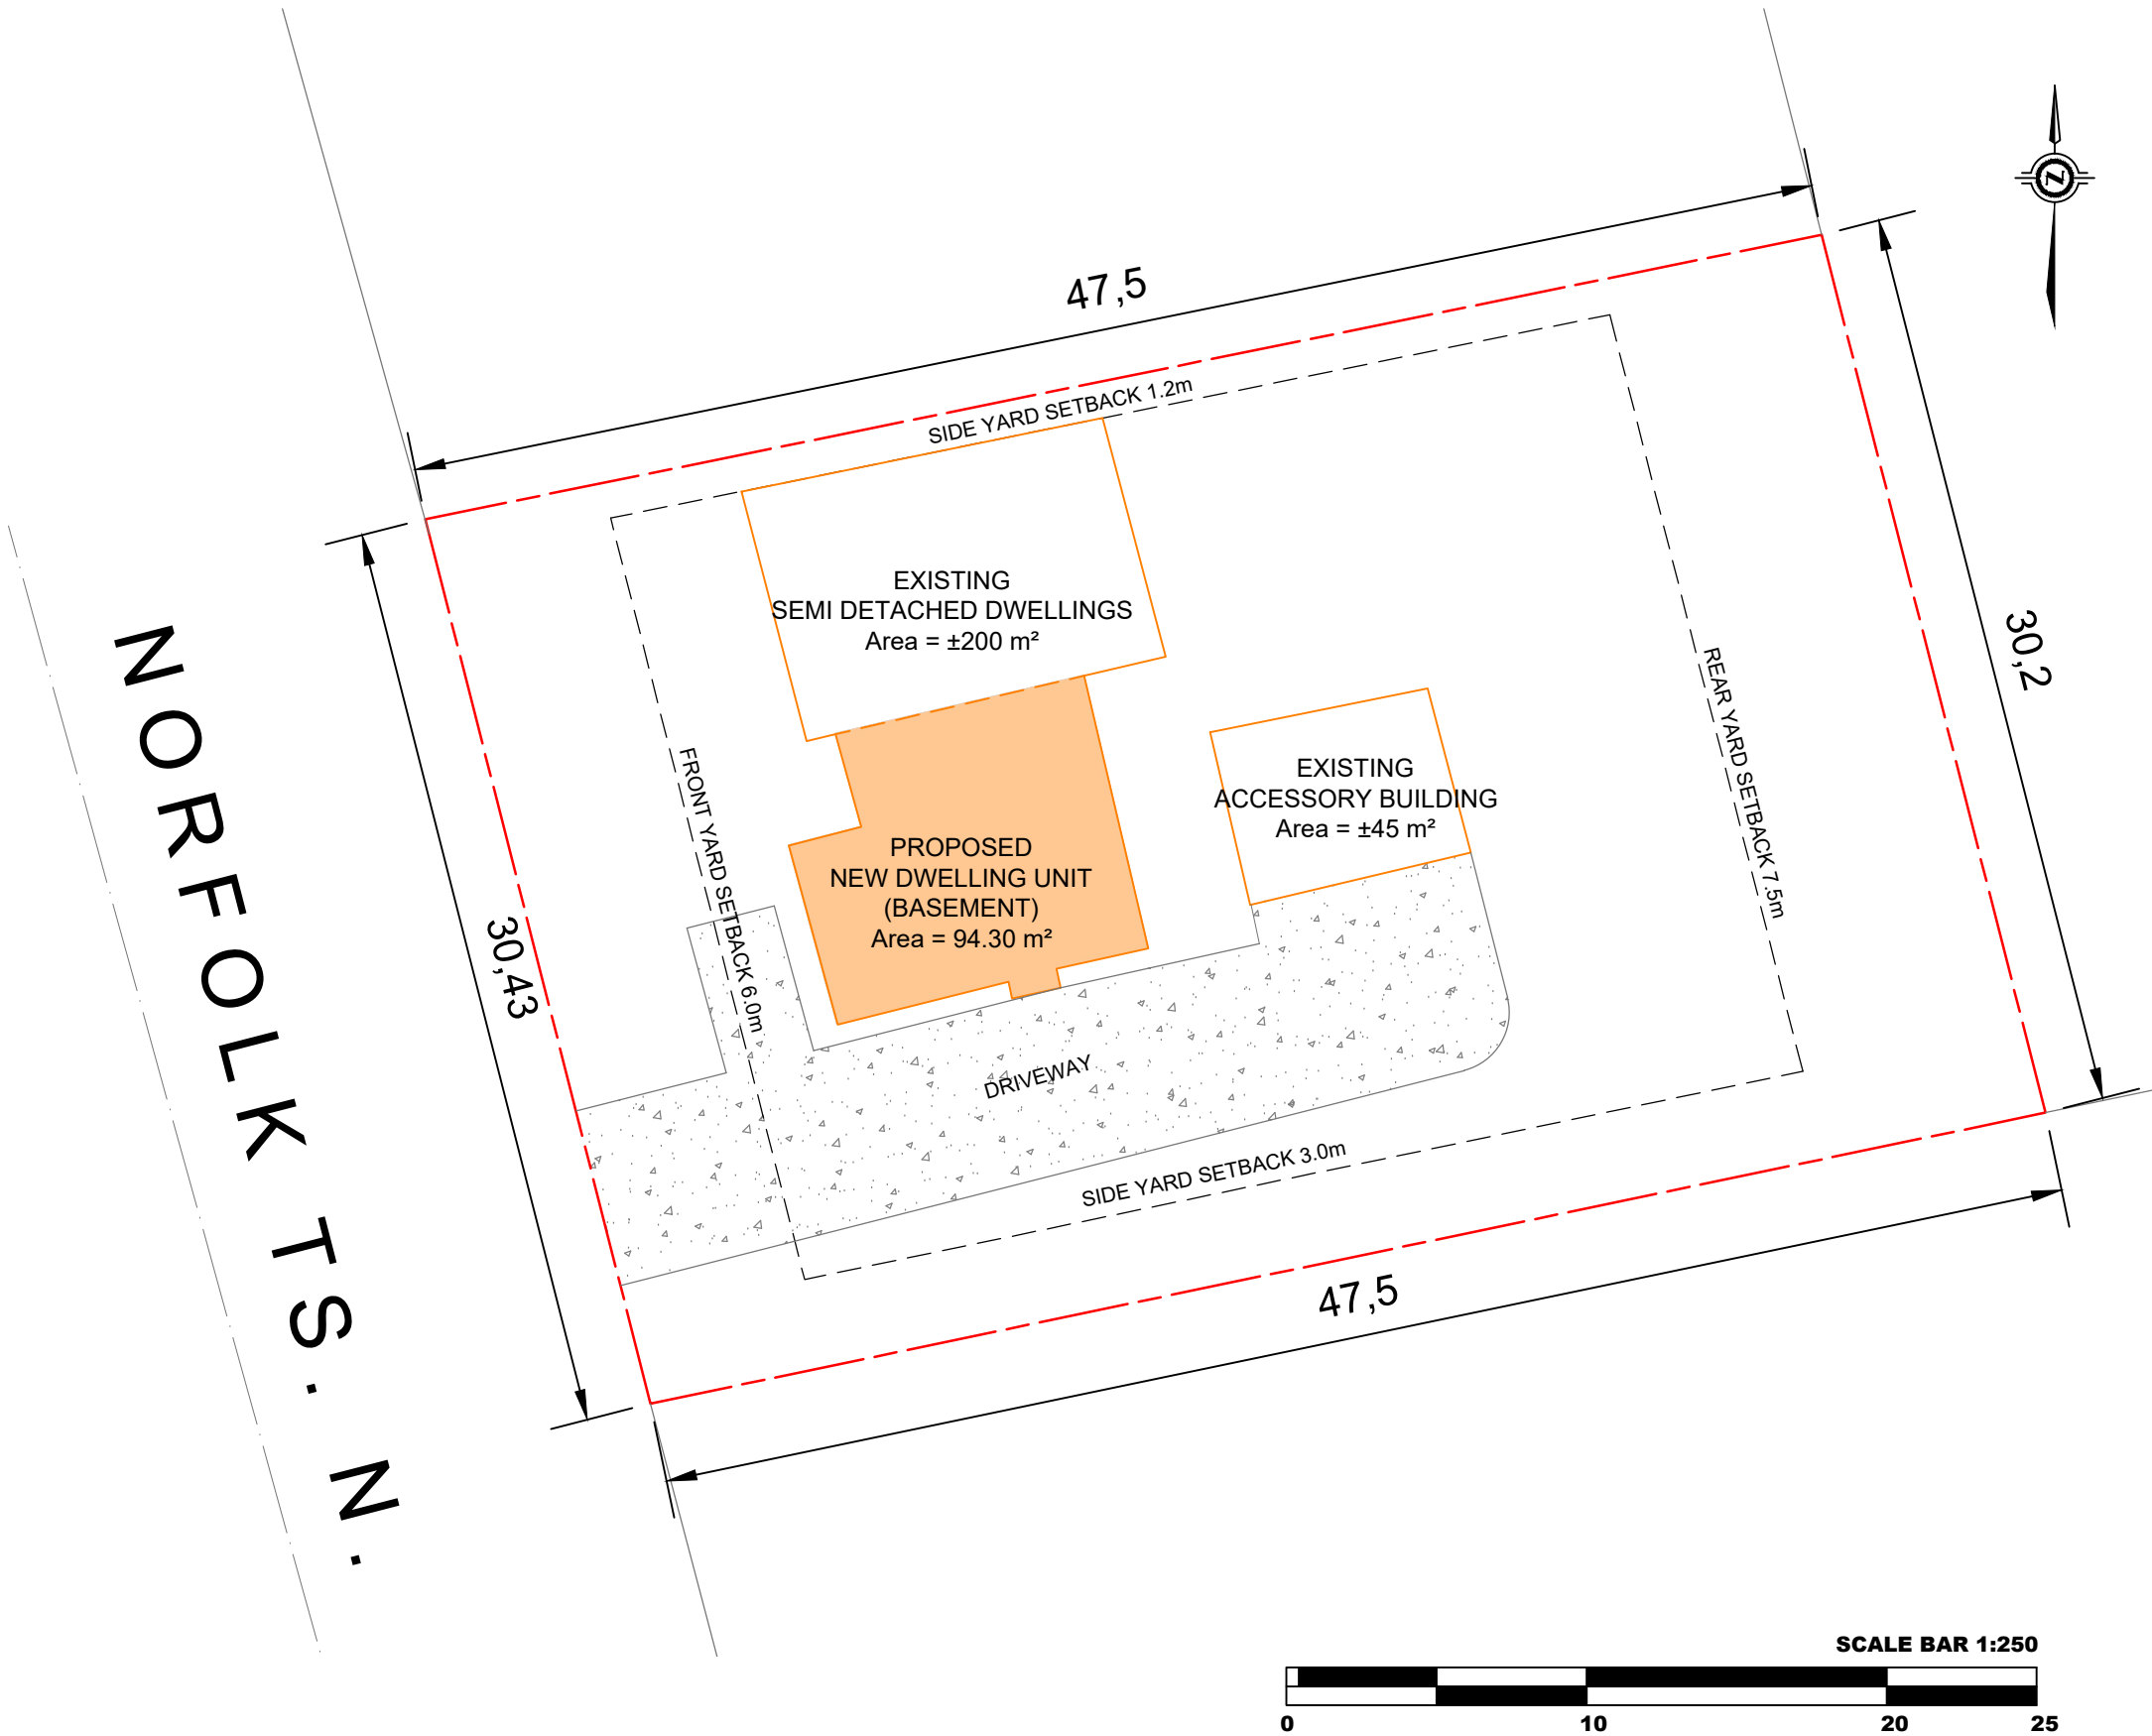 47,5
N
SIDE YARD SETBACK 1.2m
EXISTING
SEMI DETACHED DWELLINGS
Area = ±200 m²
30,2
REAR YARD SETBACK 7.5m
NORFOLK TS. N.
FRONT YARD SETBACK 6.0m
EXISTING
ACCESSORY BUILDING
Area = ±45 m²
PROPOSED
NEW DWELLING UNIT
(BASEMENT)
Area = 94.30 m²
30,43
DRIVEWAY
SIDE YARD SETBACK 3.0m
47,5
SCALE BAR 1:250
0 10 20 25